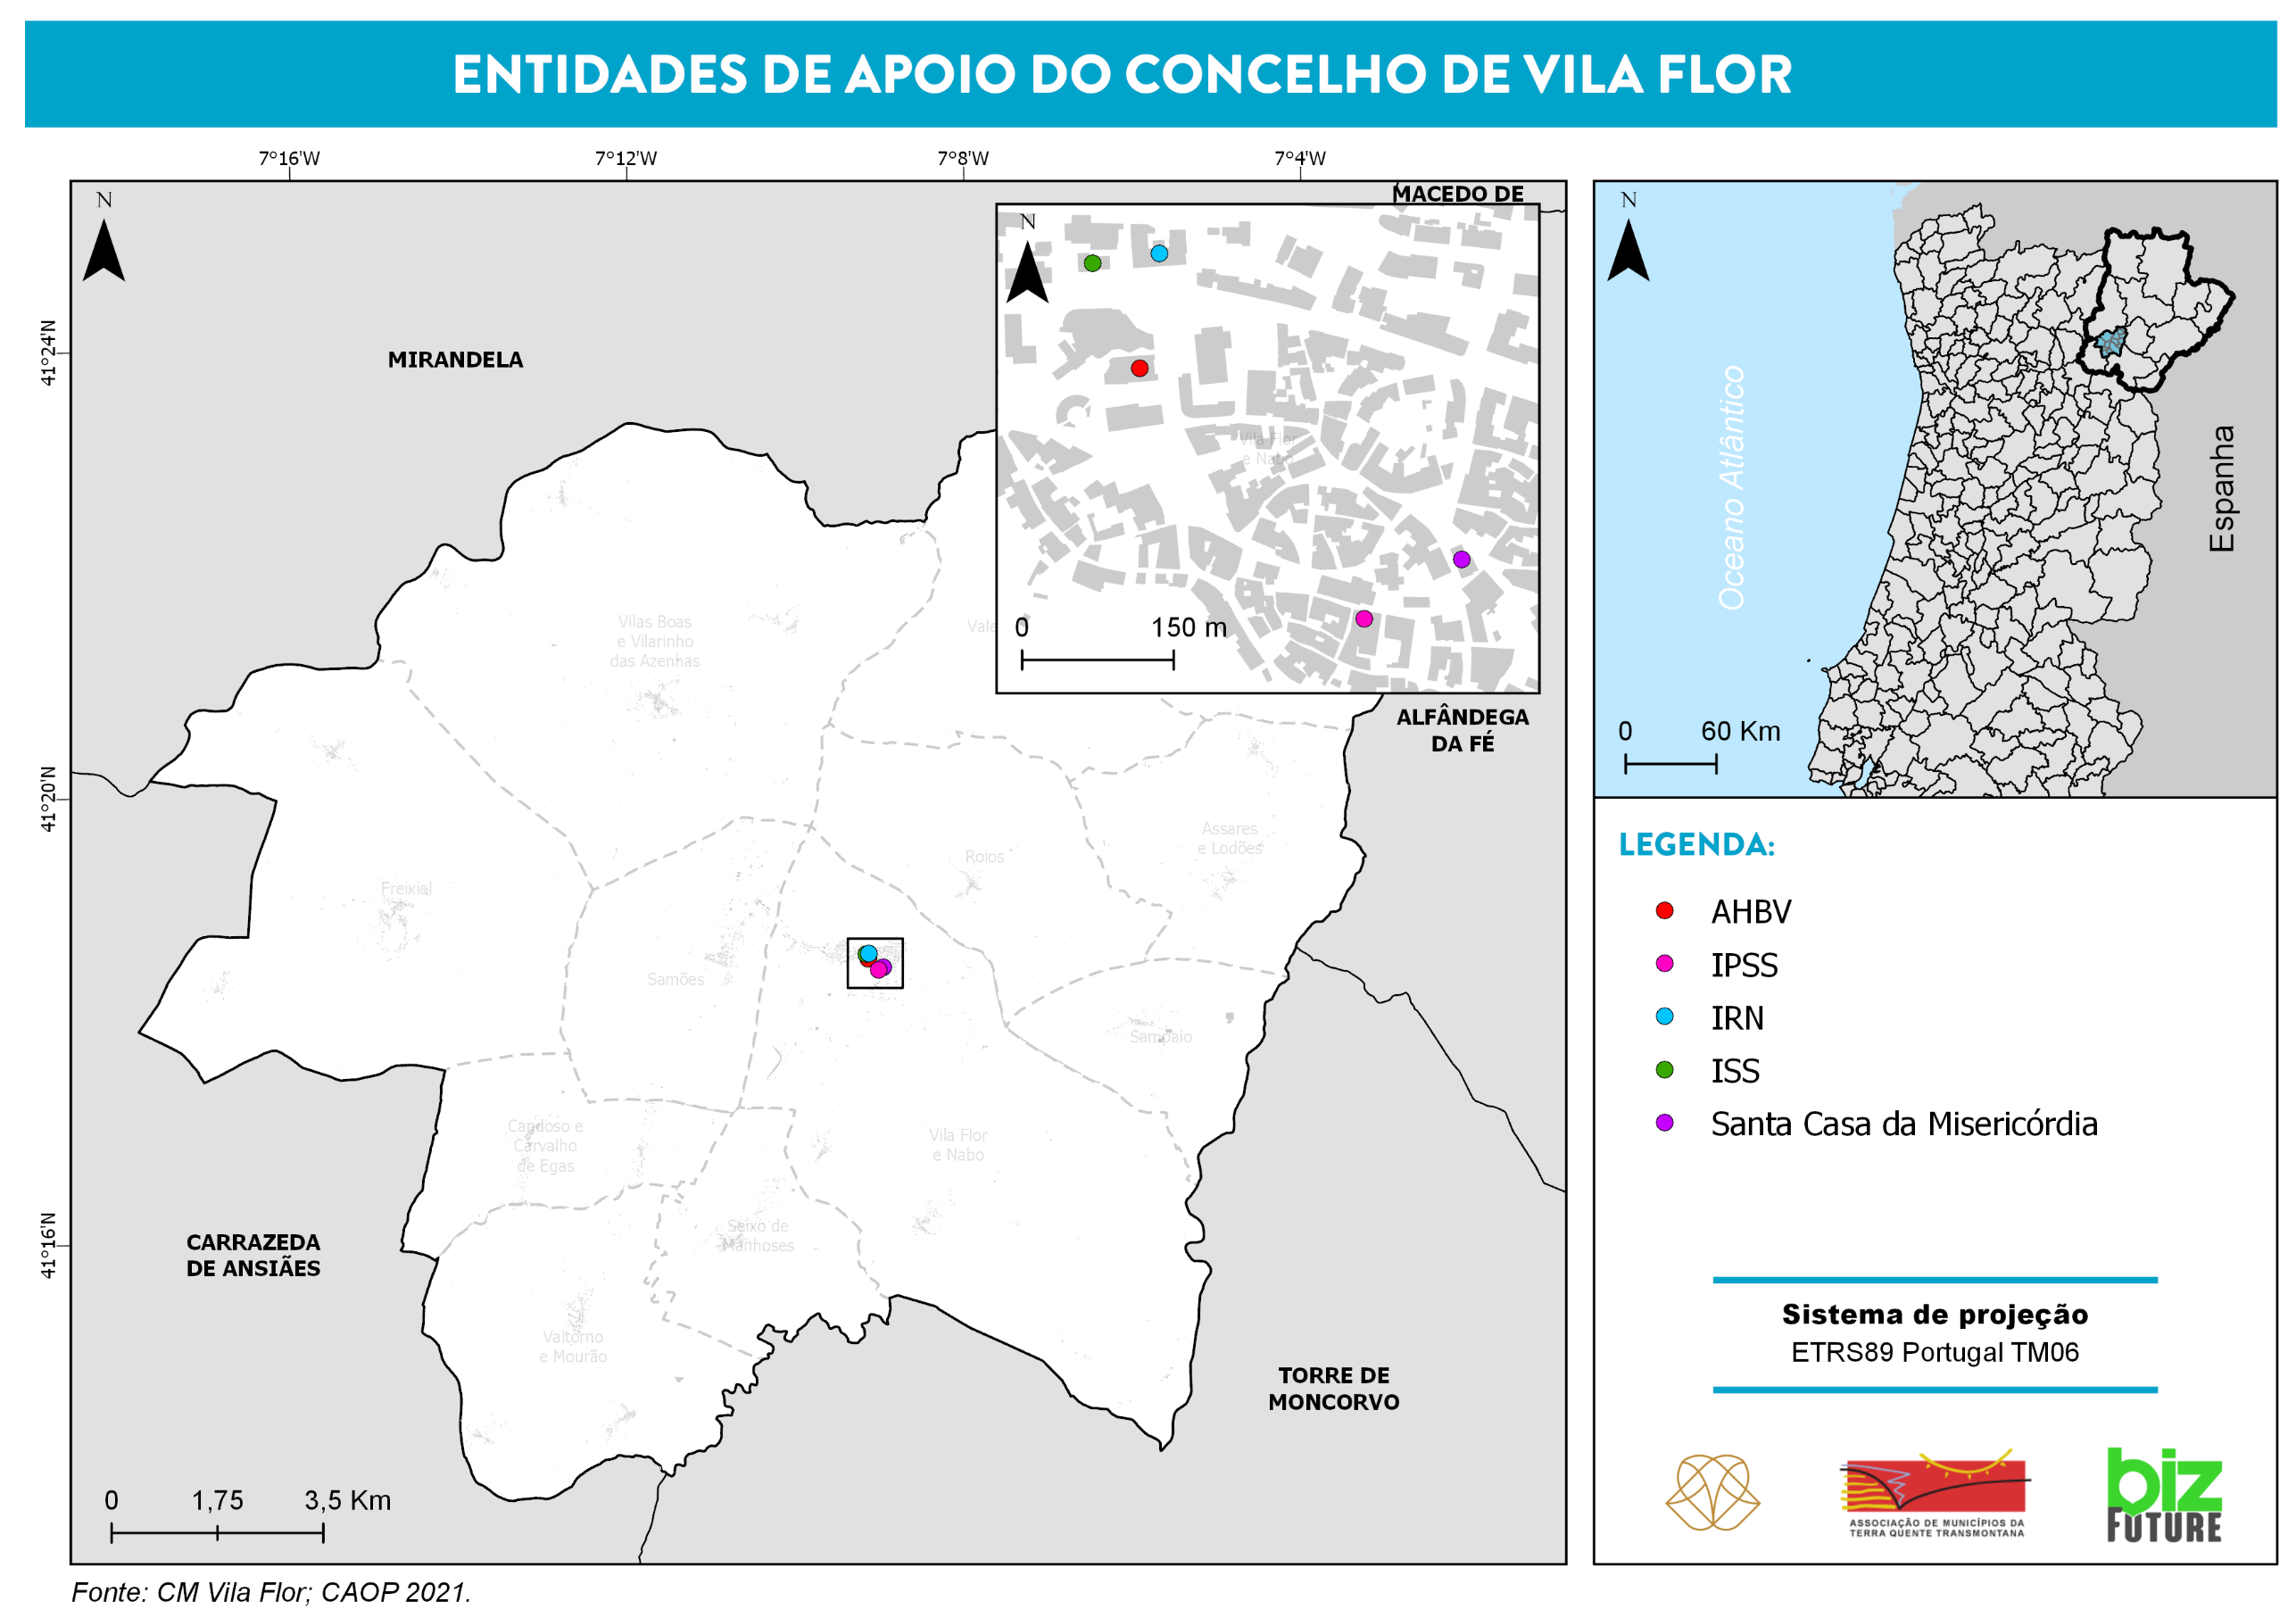 ENTIDADES DE APOIO DO CONCELHO DE VILA FLOR
7°16'W
7°12'W
7°8'W
7°4'W
41°24'N
41°20'N
41°16'N
N
MIRANDELA
MACEDO DE
N
Vila Flor
e Nabo
0
150 m
Vale
Vilas Boas
e Vilarinho
das Azenhas
ALFÂNDEGA
DA FÉ
Assares
e Lodões
Roios
Freixiel
Samões
Sampaio
Candoso e
Carvalho
de Egas
Vila Flor
e Nabo
Seixo de
Manhoses
CARRAZEDA
DE ANSIÃES
Valtorno
e Mourão
TORRE DE
MONCORVO
0
1,75
3,5 Km
Fonte: CM Vila Flor; CAOP 2021.
N
Oceano Atlântico
Espanha
0
60 Km
LEGENDA:
AHBV
IPSS
IRN
ISS
Santa Casa da Misericórdia
Sistema de projeção
ETRS89 Portugal TM06
ASSOCIAÇÃO DE MUNICÍPIOS DA
TERRA QUENTE TRANSMONTANA
biz
FUTURE